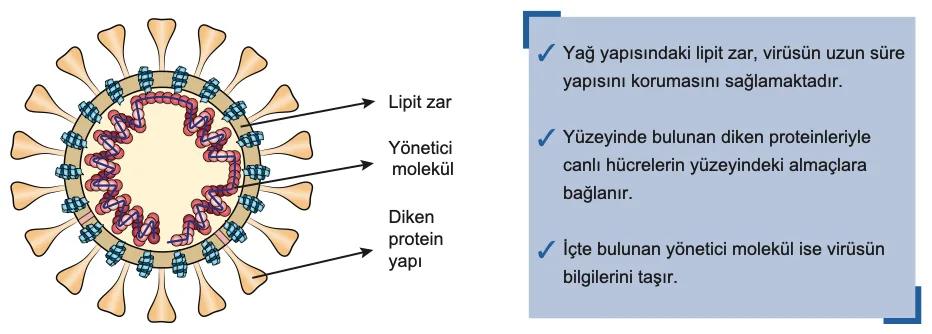 Lipit zar
Yönetici
molekül
Diken
protein
yapı
Yağ yapısındaki lipit zar, virüsün uzun süre
yapısını korumasını sağlamaktadır.
Yüzeyinde bulunan diken proteinleriyle
canlı hücrelerin yüzeyindeki almaçlara
bağlanır.
İçte bulunan yönetici molekül ise virüsün
bilgilerini taşır.